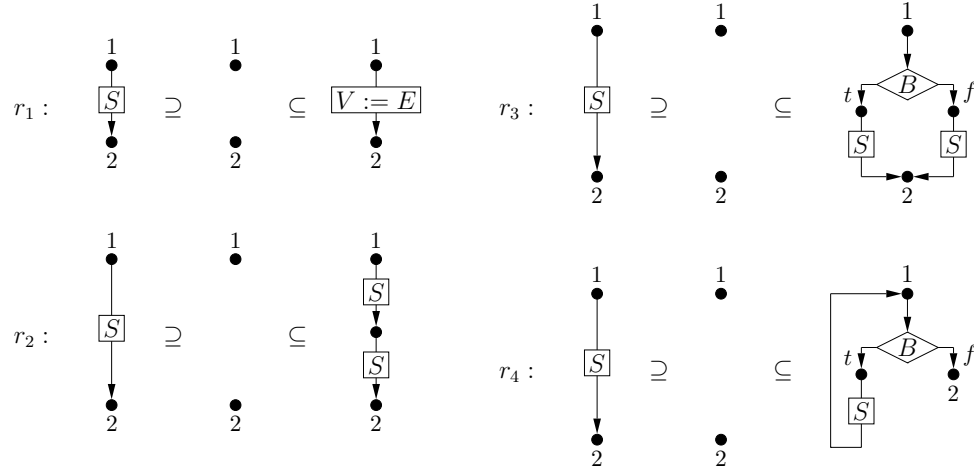 1 1 1
r₁ : S ⊇ ⊆ V := E
2 2 2
1 1 1
r₃ : S ⊇ ⊆ B
t f
S S
2 2 2
1 1 1
S
r₂ : S ⊇ ⊆
S
2 2 2
1 1 1
r₄ : S ⊇ ⊆ B
t f
2
S
2 2